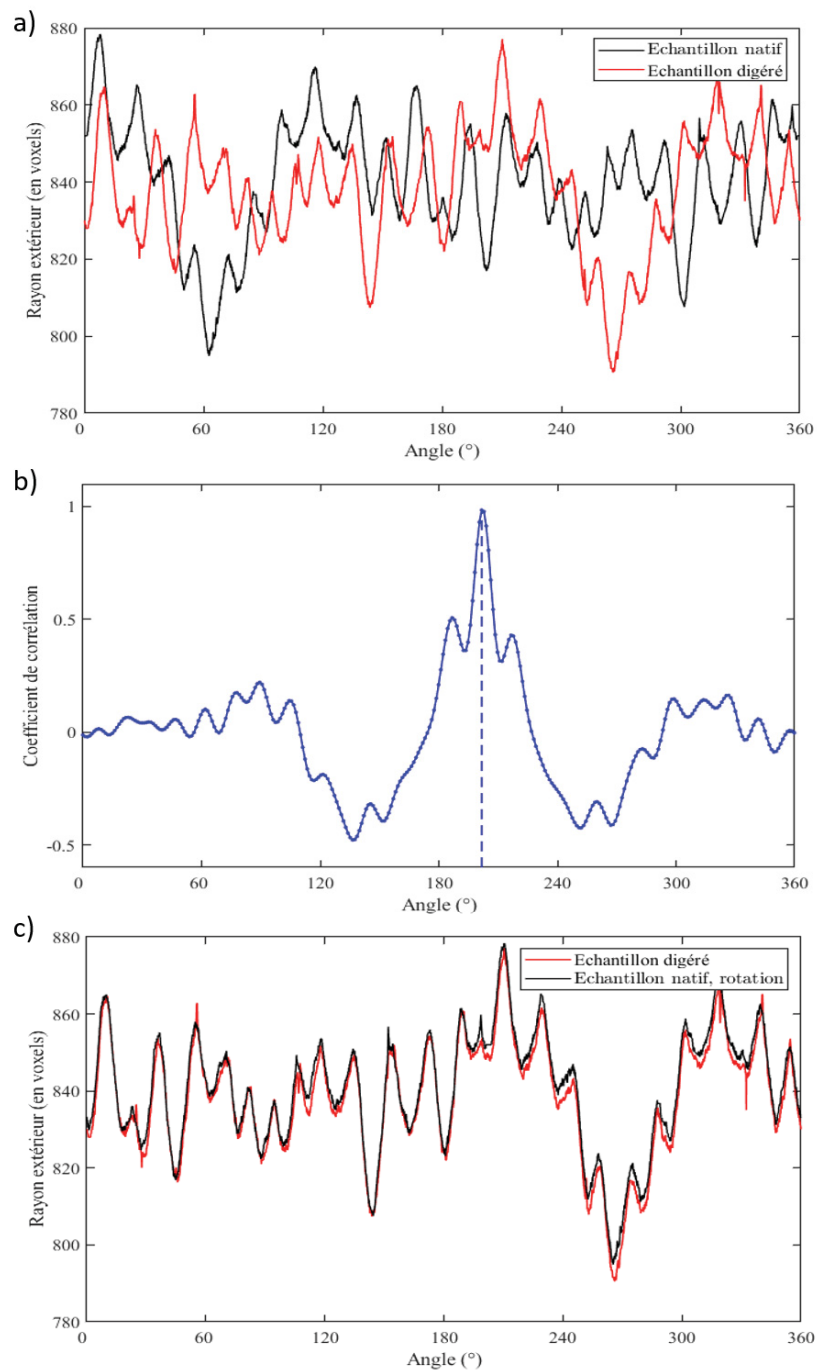 a)
880
860
840
820
800
780
Rayon extérieur (en voxels)
Echantillon natif
Echantillon digéré
0 60 120 180 240 300 360
Angle (°)
b)
1
0.5
0
-0.5
Coefficient de corrélation
0 60 120 180 240 300 360
Angle (°)
c)
880
860
840
820
800
780
Rayon extérieur (en voxels)
Echantillon digéré
Echantillon natif, rotation
0 60 120 180 240 300 360
Angle (°)